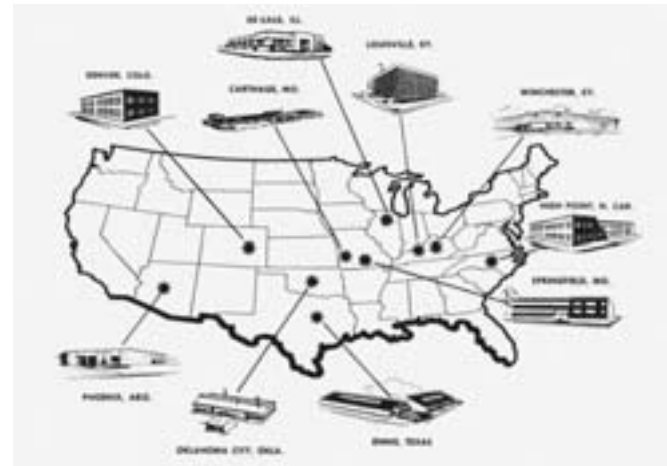 DE KALB, ILL.
LOUISVILLE, KY.
DENVER, COLO.
CARTHAGE, MO.
WINCHESTER, KY.
HIGH POINT, N. CAR.
SPRINGFIELD, MO.
PHOENIX, ARIZ.
OKLAHOMA CITY, OKLA.
ENNIS, TEXAS